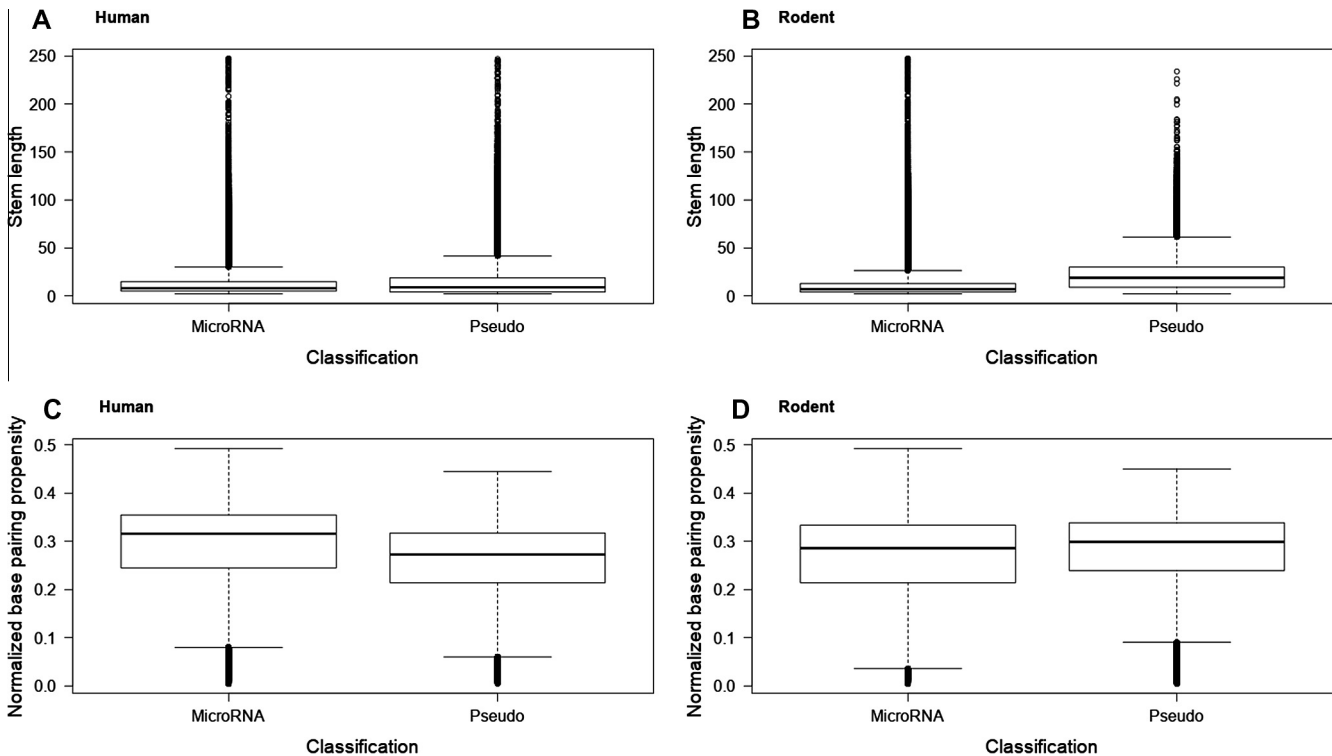 A Human
250
200
150
100
50
0
Stem length
MicroRNA Pseudo
Classification
B Rodent
250
200
150
100
50
0
Stem length
MicroRNA Pseudo
Classification
C Human
0.5
0.4
0.3
0.2
0.1
0.0
Normalized base pairing propensity
MicroRNA Pseudo
Classification
D Rodent
0.5
0.4
0.3
0.2
0.1
0.0
Normalized base pairing propensity
MicroRNA Pseudo
Classification